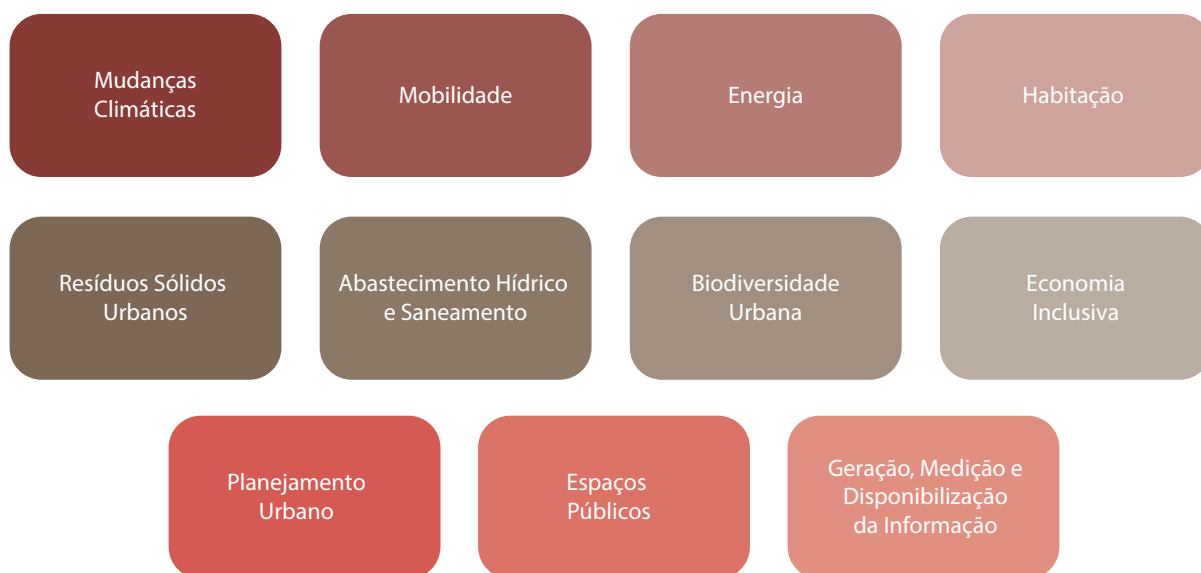 Mudanças
Climáticas
Mobilidade
Energia
Habitação
Resíduos Sólidos
Urbanos
Abastecimento Hídrico
e Saneamento
Biodiversidade
Urbana
Economia
Inclusiva
Planejamento
Urbano
Espaços
Públicos
Geração, Medição e
Disponibilização
da Informação